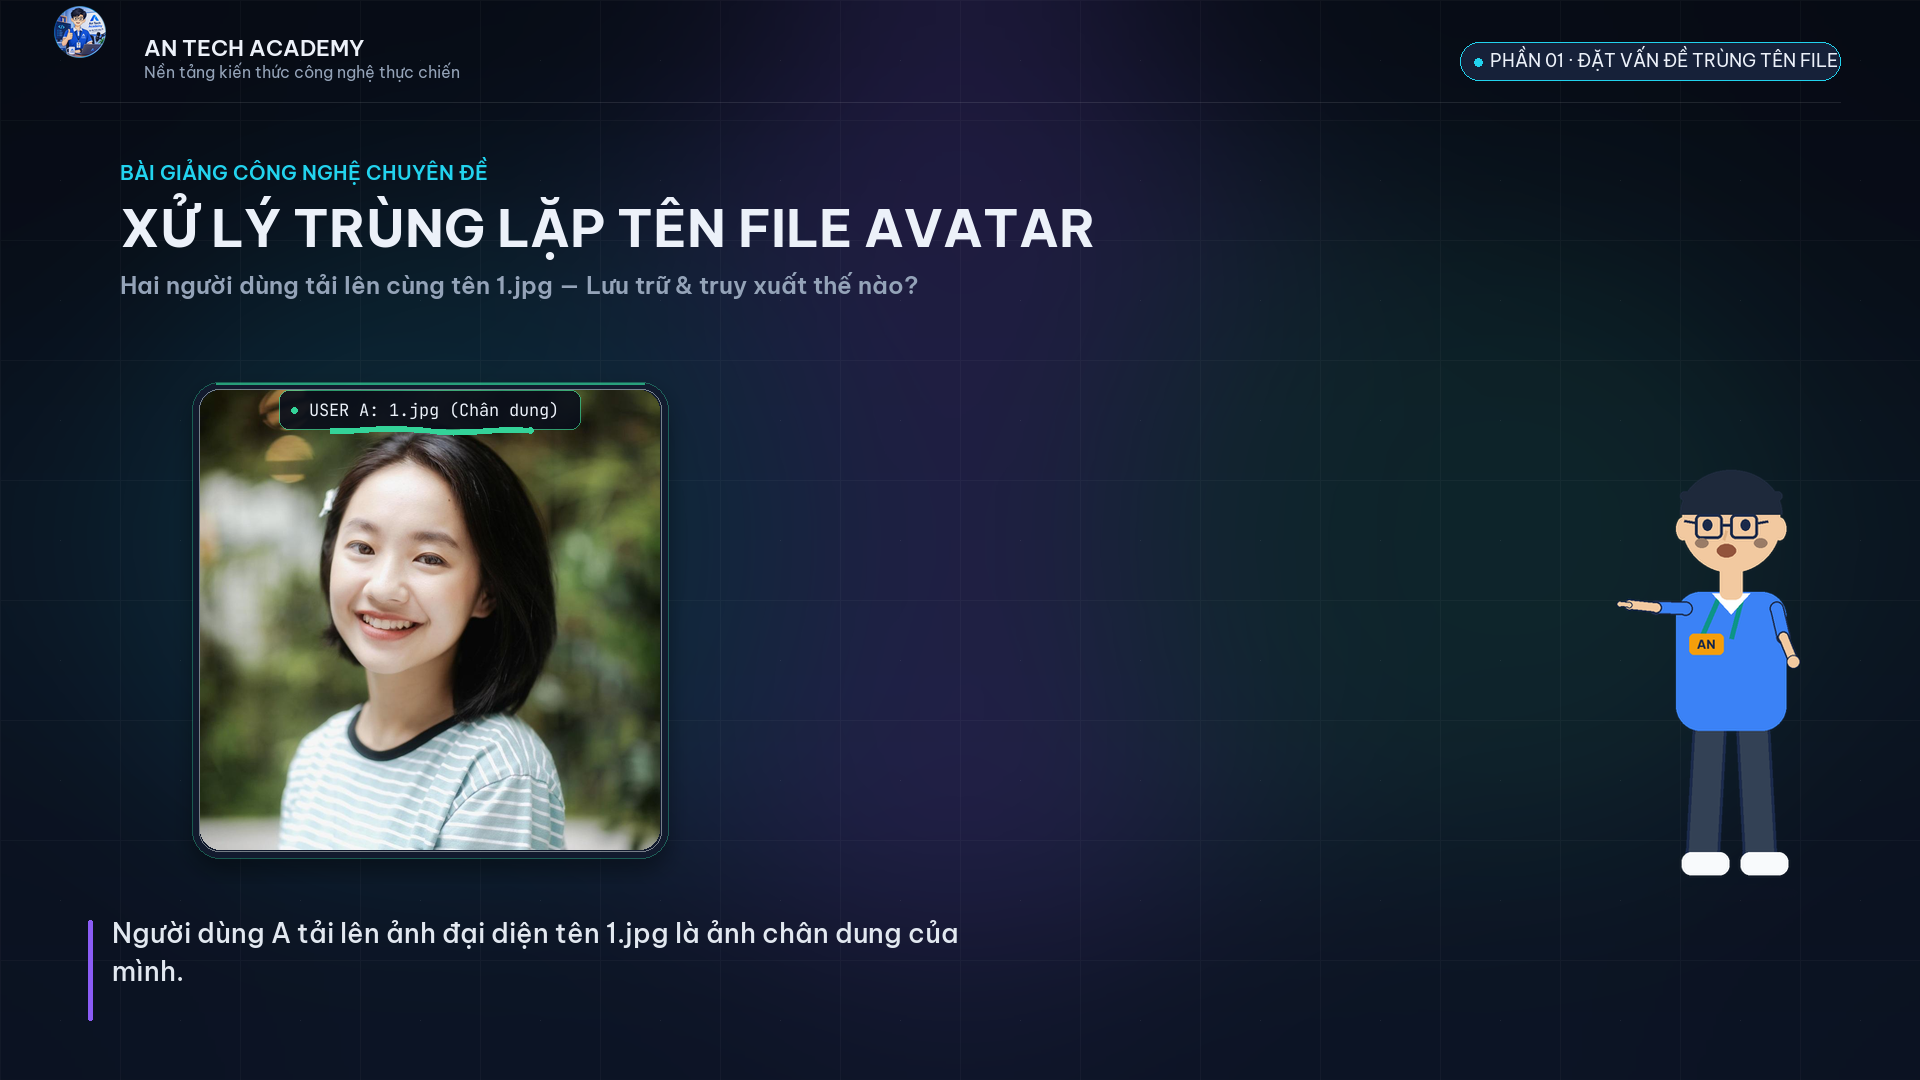 AN TECH ACADEMY
Nền tảng kiến thức công nghệ thực chiến
PHẦN 01 · ĐẶT VẤN ĐỀ TRÙNG TÊN FILE
BÀI GIẢNG CÔNG NGHỆ CHUYÊN ĐỀ
XỬ LÝ TRÙNG LẶP TÊN FILE AVATAR
Hai người dùng tải lên cùng tên 1.jpg — Lưu trữ & truy xuất thế nào?
USER A: 1.jpg (Chân dung)
AN
Người dùng A tải lên ảnh đại diện tên 1.jpg là ảnh chân dung của
mình.